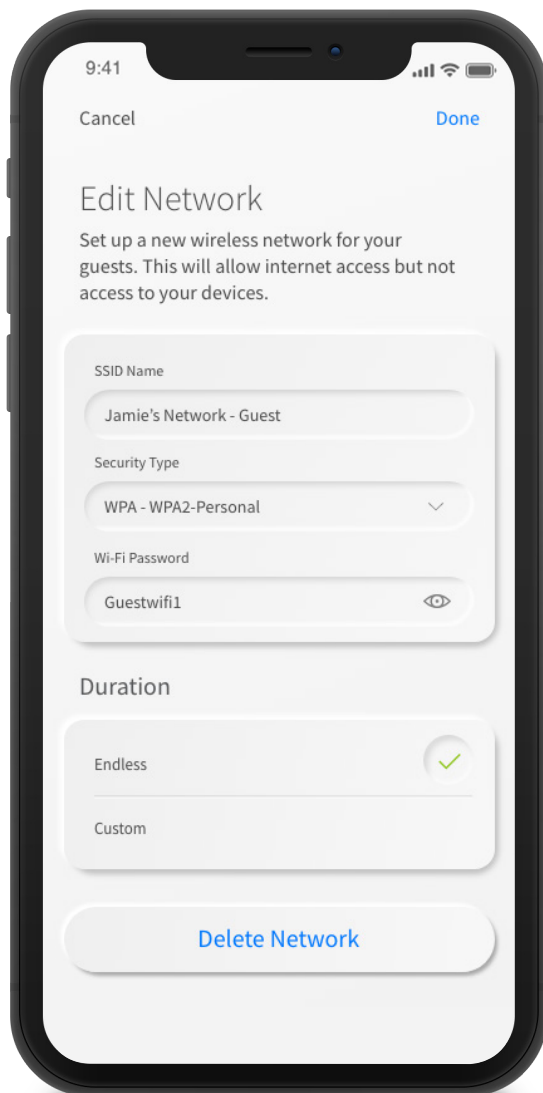 9:41
Cancel
Done
Edit Network
Set up a new wireless network for your
guests. This will allow internet access but not
access to your devices.
SSID Name
Jamie’s Network - Guest
Security Type
WPA - WPA2-Personal
Wi-Fi Password
Guestwifi1
Duration
Endless
Custom
Delete Network